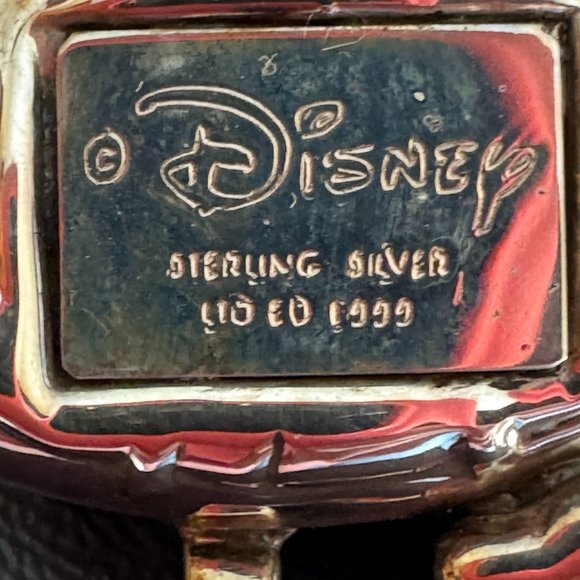 © Disney
STERLING SILVER
LTD ED 1999